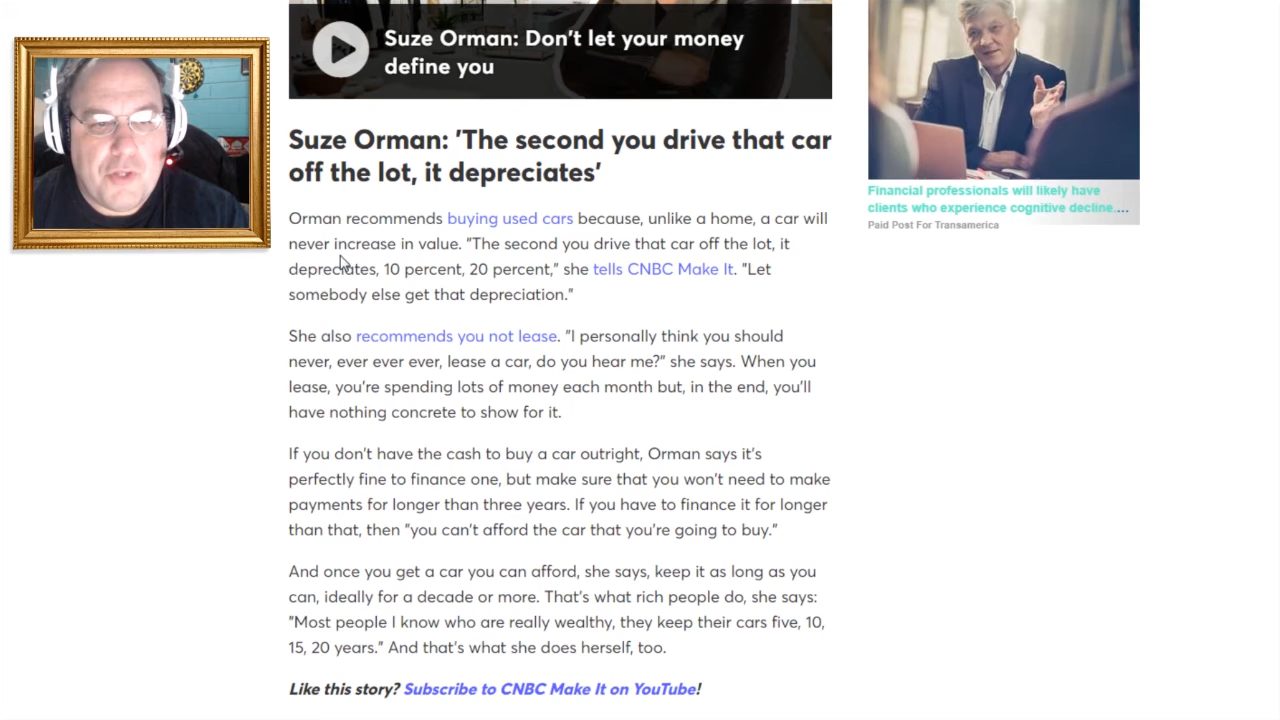 Suze Orman: Don't let your money
define you
Suze Orman: 'The second you drive that car
off the lot, it depreciates'
Orman recommends buying used cars because, unlike a home, a car will
never increase in value. "The second you drive that car off the lot, it
depreciates, 10 percent, 20 percent," she tells CNBC Make It. "Let
somebody else get that depreciation."
She also recommends you not lease. "I personally think you should
never, ever ever ever, lease a car, do you hear me?" she says. When you
lease, you're spending lots of money each month but, in the end, you'll
have nothing concrete to show for it.
If you don't have the cash to buy a car outright, Orman says it's
perfectly fine to finance one, but make sure that you won't need to make
payments for longer than three years. If you have to finance it for longer
than that, then "you can't afford the car that you're going to buy."
And once you get a car you can afford, she says, keep it as long as you
can, ideally for a decade or more. That's what rich people do, she says:
"Most people I know who are really wealthy, they keep their cars five, 10,
15, 20 years." And that's what she does herself, too.
Like this story? Subscribe to CNBC Make It on YouTube!
Financial professionals will likely have
clients who experience cognitive decline....
Paid Post For Transamerica